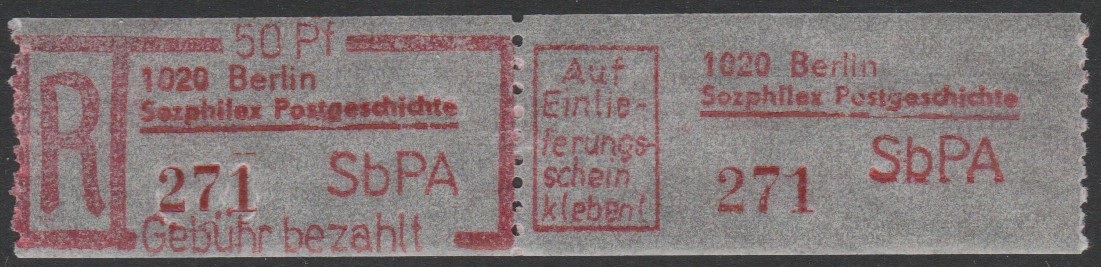 50 Pf
R
1020 Berlin
Sozphilex Postgeschichte
271 SbPA
Gebühr bezahlt
Auf
Einlie-
ferungs-
schein
kleben!
1020 Berlin
Sozphilex Postgeschichte
271 SbPA